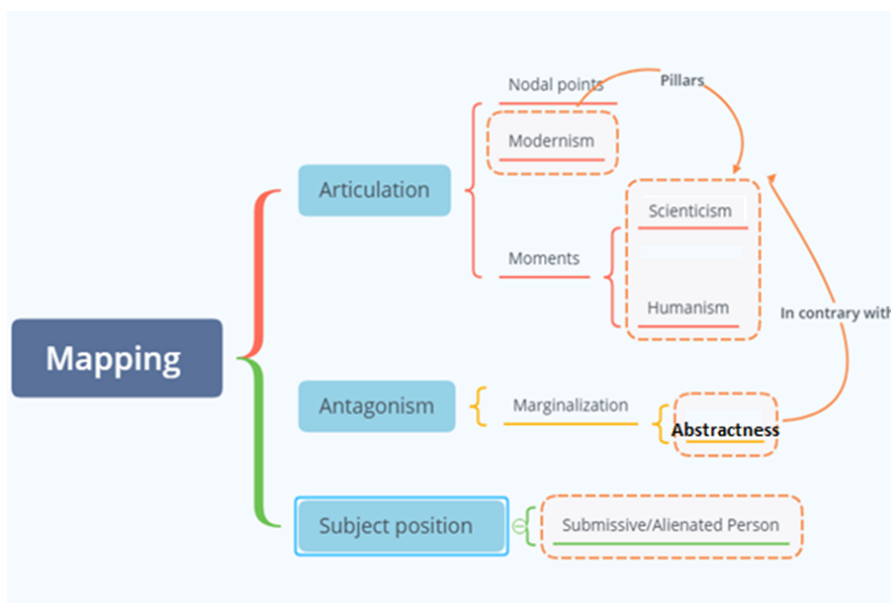 Nodal points
Pillars
Modernism
Articulation
Scienticism
Moments
Humanism
In contrary with
Mapping
Antagonism
Marginalization
Abstractness
Subject position
Submissive/Alienated Person